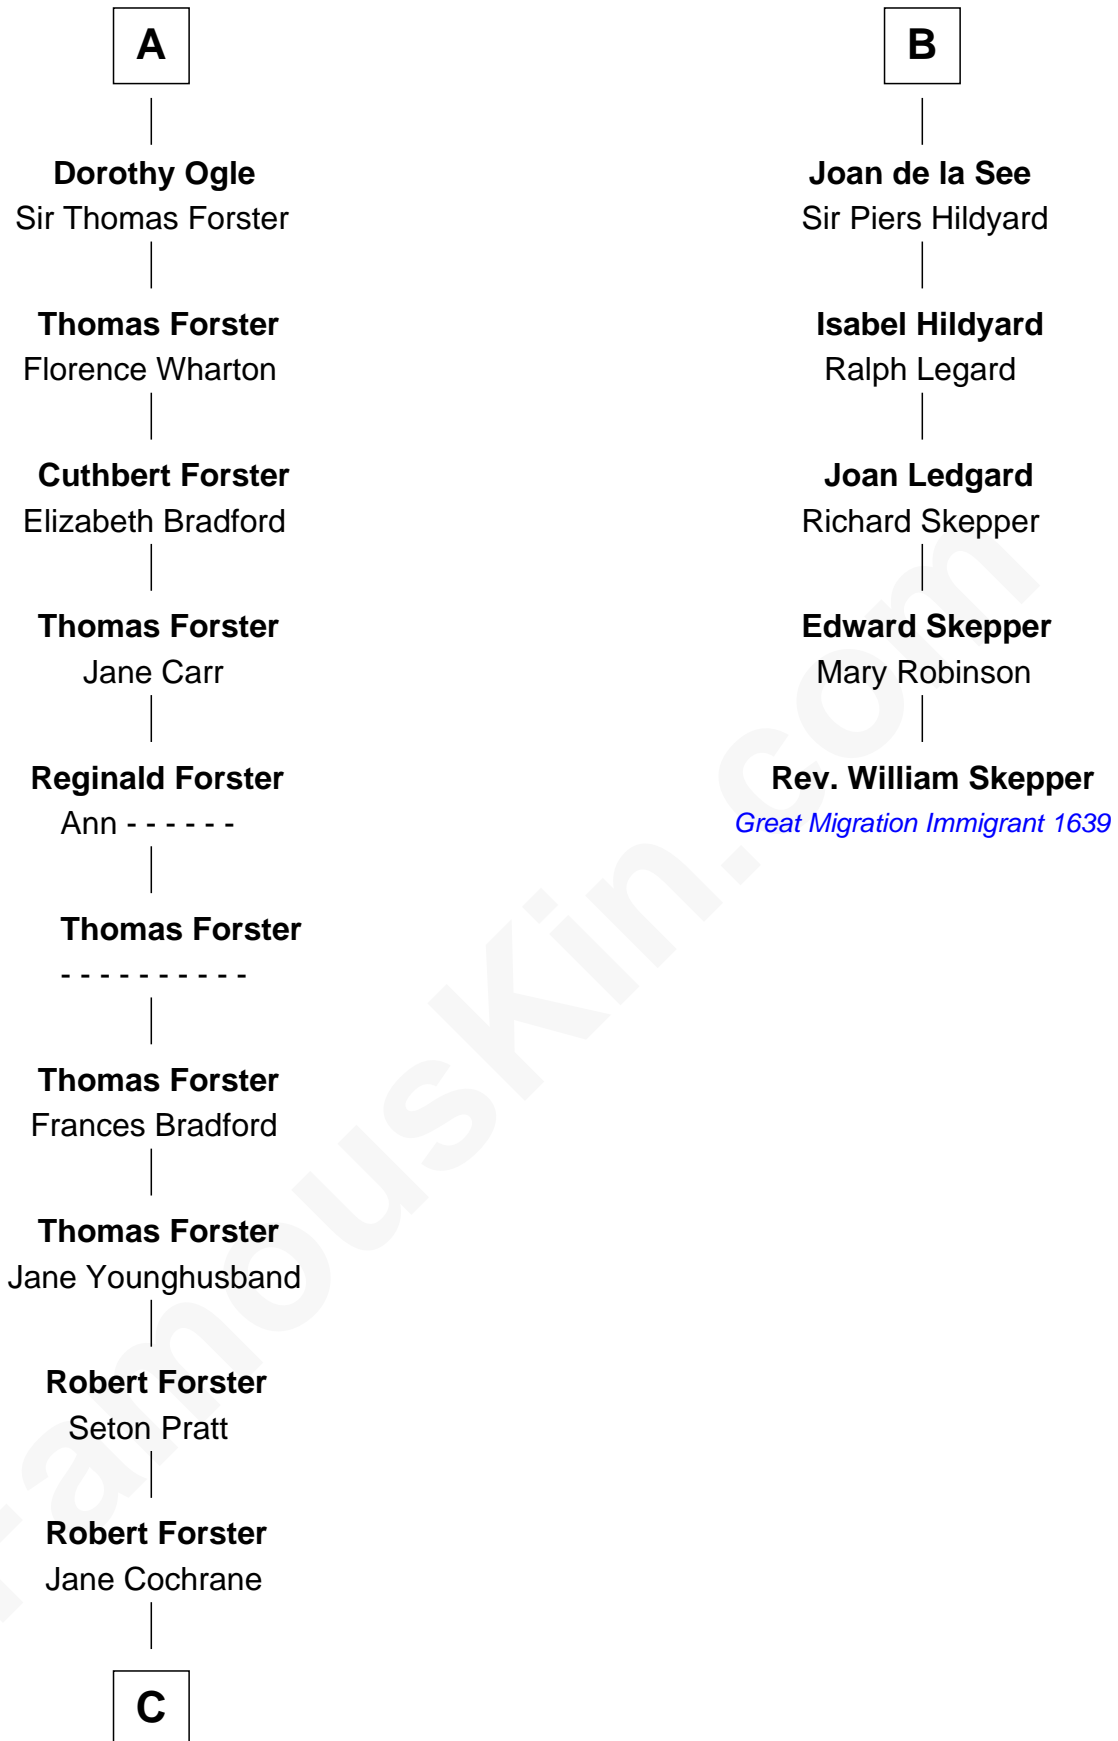 A
Dorothy Ogle
Sir Thomas Forster
Thomas Forster
Florence Wharton
Cuthbert Forster
Elizabeth Bradford
Thomas Forster
Jane Carr
Reginald Forster
Ann - - - - - -
Thomas Forster
- - - - - - - - - -
Thomas Forster
Frances Bradford
Thomas Forster
Jane Younghusband
Robert Forster
Seton Pratt
Robert Forster
Jane Cochrane
C
B
Joan de la See
Sir Piers Hildyard
Isabel Hildyard
Ralph Legard
Joan Ledgard
Richard Skepper
Edward Skepper
Mary Robinson
Rev. William Skepper
Great Migration Immigrant 1639
FamousKin.com